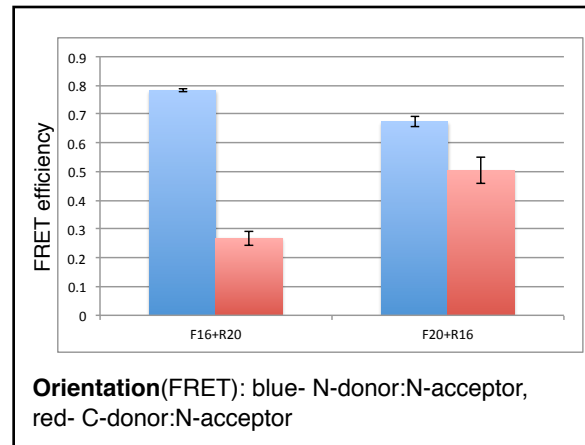 0.9
0.8
0.7
0.6
0.5
0.4
0.3
0.2
0.1
0
FRET efficiency
F16+R20
F20+R16
Orientation(FRET): blue- N-donor:N-acceptor,
red- C-donor:N-acceptor